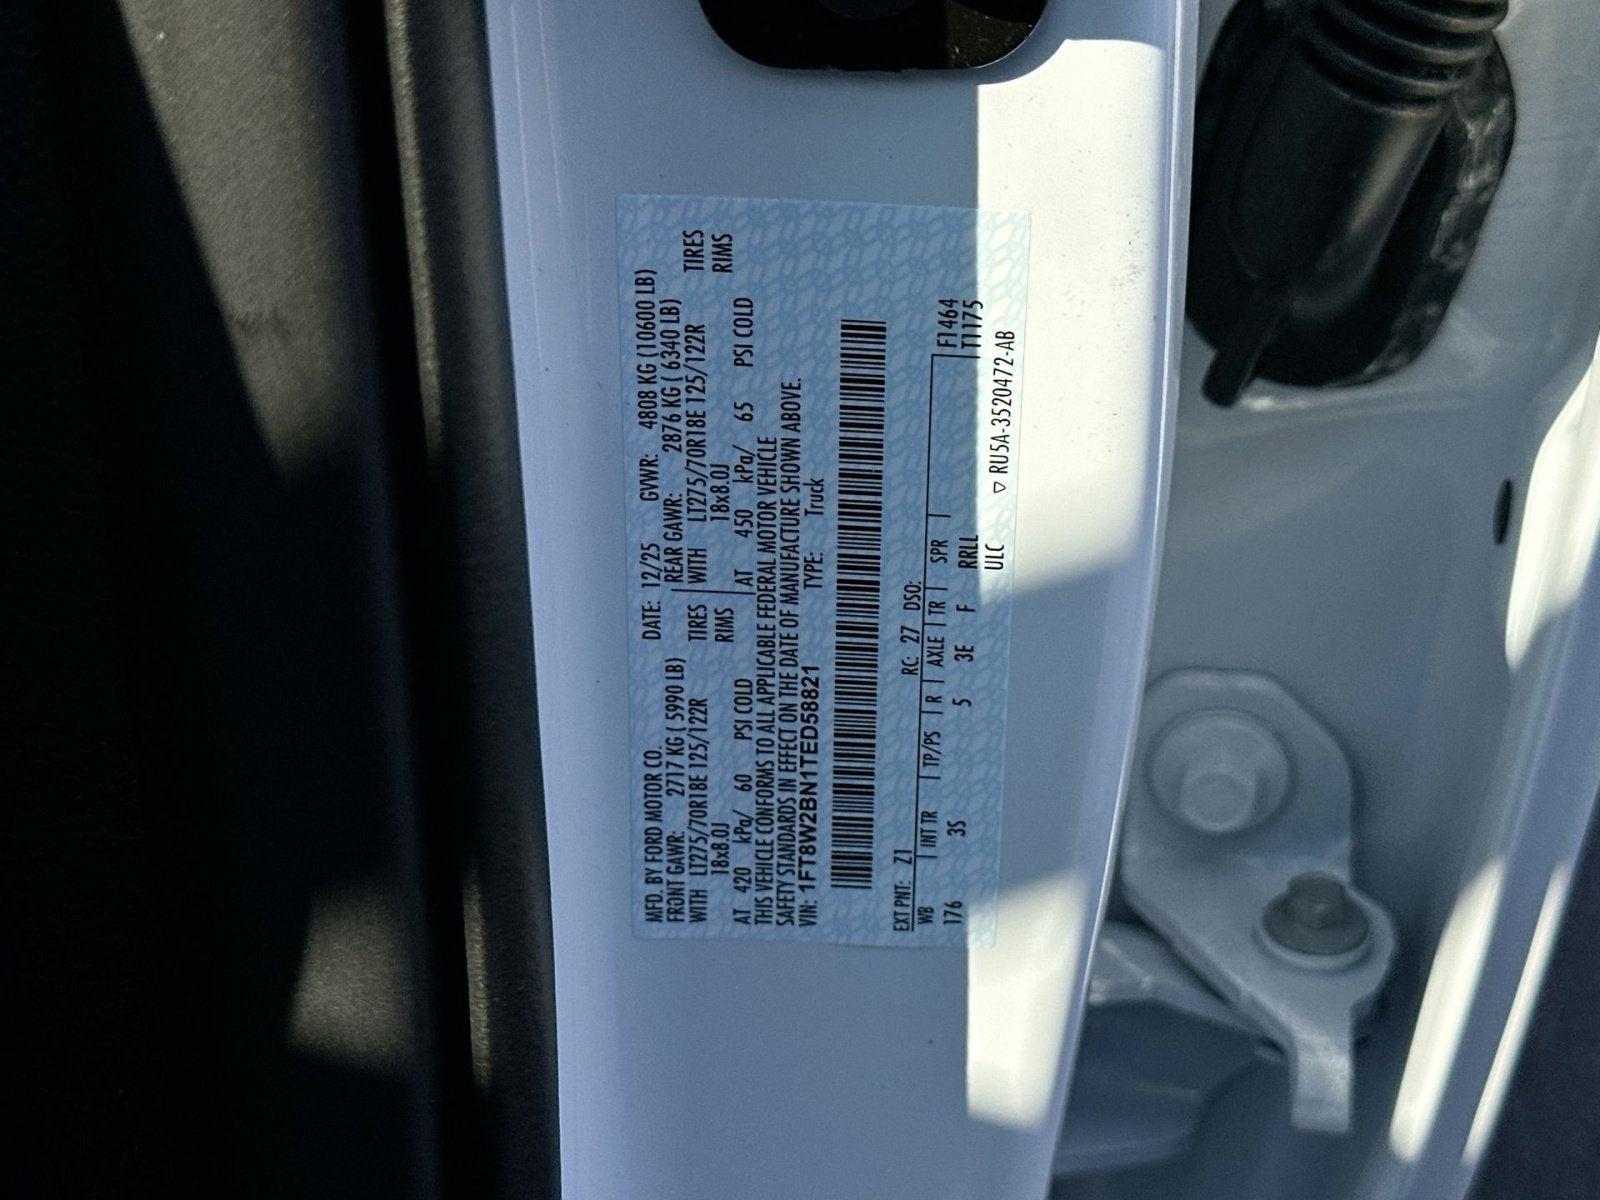 MFD. BY FORD MOTOR CO. DATE: 12/25 GVWR: 4808 KG (10600 LB)
FRONT GAWR: 2717 KG ( 5990 LB) REAR GAWR: 2876 KG ( 6340 LB)
WITH LT275/70R18E 125/122R TIRES WITH LT275/70R18E 125/122R TIRES
18x8.0J RIMS 18x8.0J RIMS
AT 420 kPa/ 60 PSI COLD AT 450 kPa/ 65 PSI COLD
THIS VEHICLE CONFORMS TO ALL APPLICABLE FEDERAL MOTOR VEHICLE
SAFETY STANDARDS IN EFFECT ON THE DATE OF MANUFACTURE SHOWN ABOVE.
VIN: 1FT8W2BN1TED58821 TYPE: Truck
EXT PNT: Z1 RC: 27 DSO:
WB INT TR TP/PS R AXLE TR SPR F1464
176 3S 5 3E F RRLL T1175
ULC ▽ RU5A-3520472-AB